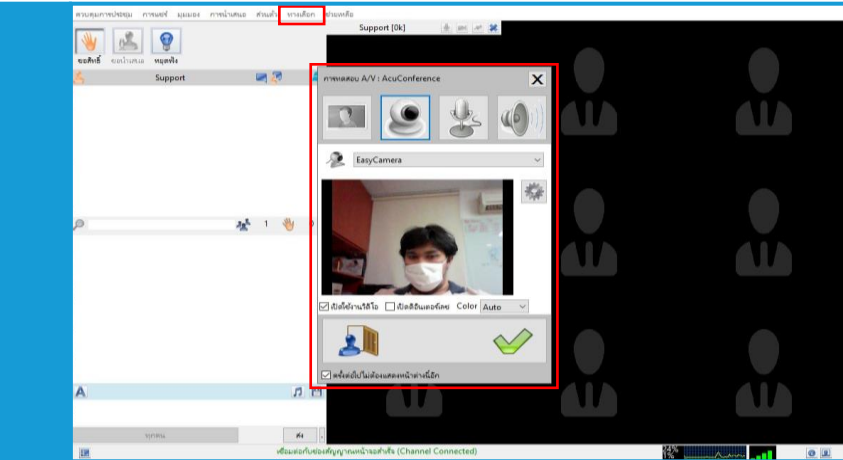 ควบคุมการประชุม การแชร์ มุมมอง การนำเสนอ ส่วนตัว ทางเลือก ช่วยเหลือ
Support [0k]
ขอสิทธิ์ ขอนำเสนอ หยุดฟัง
Support
การทดสอบ A/V : AcuConference
EasyCamera
1
เปิดใช้งานวิดีโอ เปิดดีอินเตอร์เลซ Color Auto
ครั้งต่อไปไม่ต้องแสดงหน้าต่างนี้อีก
A
ทุกคน ส่ง
เชื่อมต่อกับช่องสัญญาณหน้าจอสำเร็จ (Channel Connected)